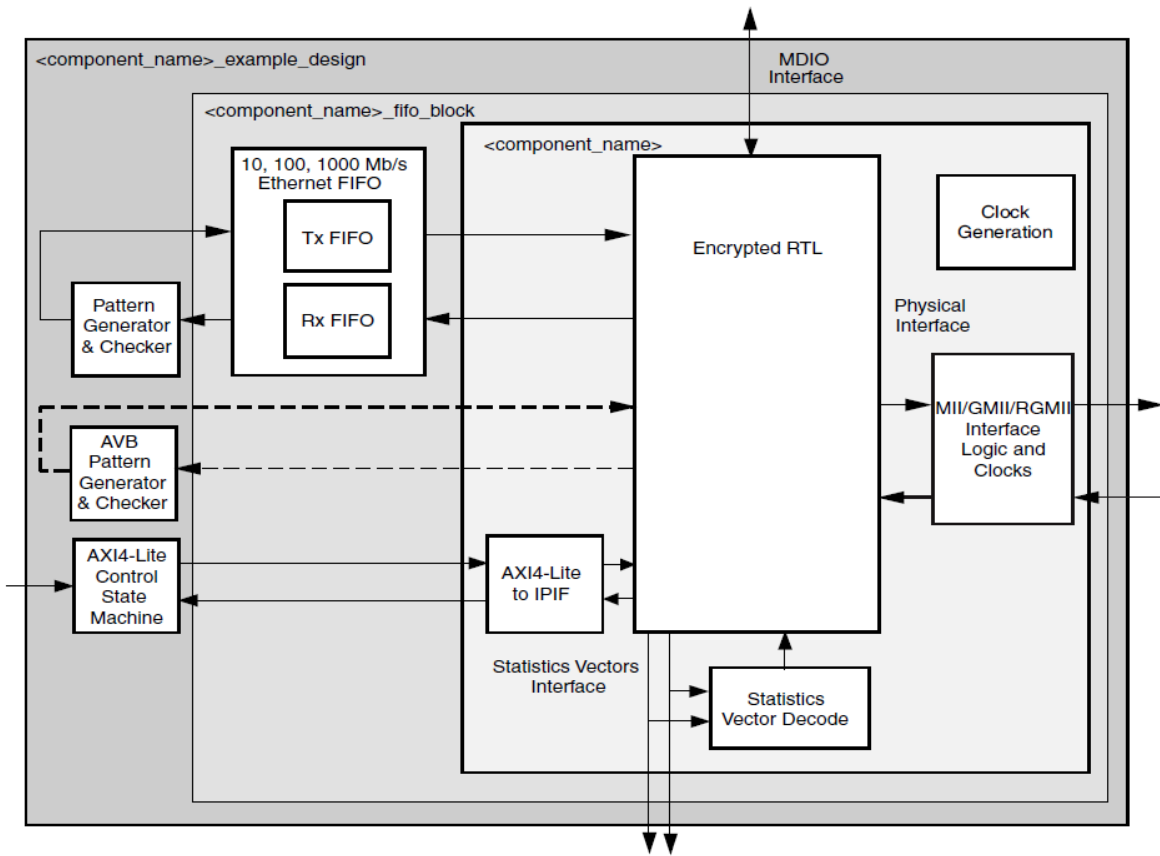 <component_name>_example_design
MDIO
Interface
<component_name>_fifo_block
<component_name>
10, 100, 1000 Mb/s
Ethernet FIFO
Tx FIFO
Rx FIFO
Encrypted RTL
Clock
Generation
Pattern
Generator
& Checker
Physical
Interface
MII/GMII/RGMII
Interface
Logic and
Clocks
AVB
Pattern
Generator
& Checker
AXI4-Lite
Control
State
Machine
AXI4-Lite
to IPIF
Statistics Vectors
Interface
Statistics
Vector Decode